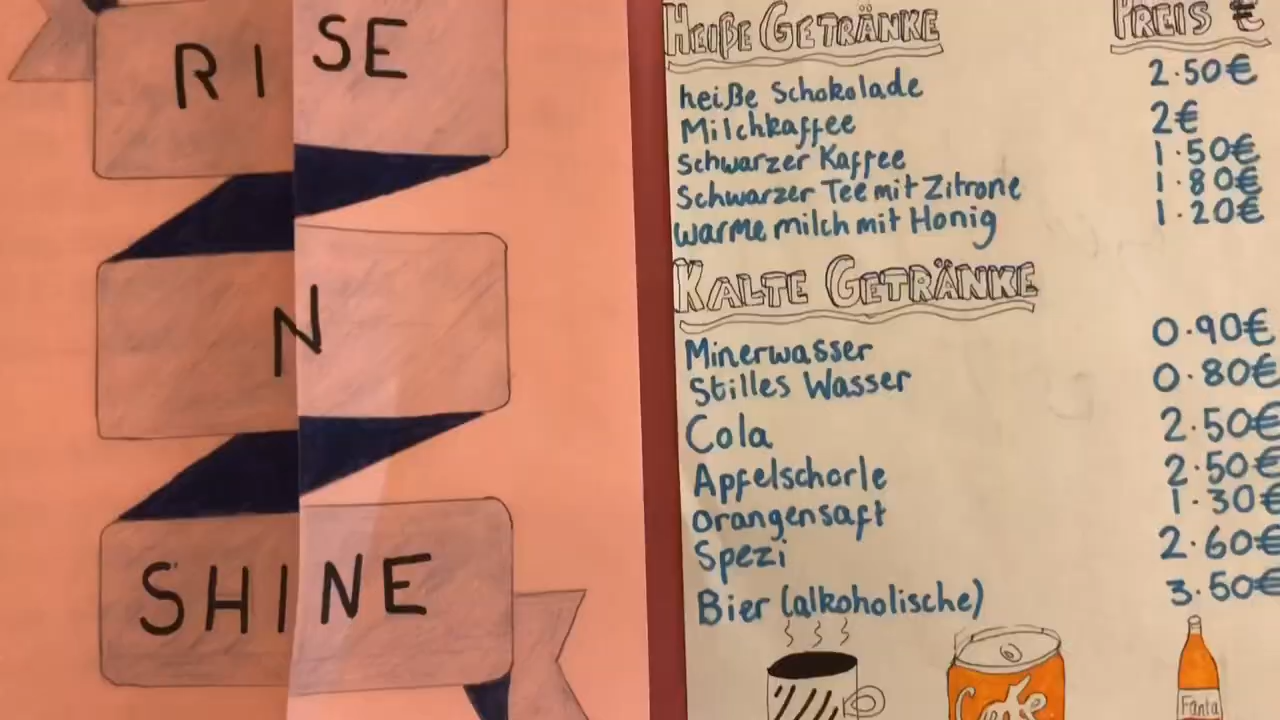 RISE
N
SHINE
HEIßE GETRÄNKE PREIS €
heiße Schokolade 2.50€
Milchkaffee 2€
Schwarzer Kaffee 1.50€
Schwarzer Tee mit Zitrone 1.80€
warme milch mit Honig 1.20€
KALTE GETRÄNKE
Minerwasser 0.90€
Stilles Wasser 0.80€
Cola 2.50€
Apfelschorle 2.50€
Orangensaft 1.30€
Spezi 2.60€
Bier (alkoholische) 3.50€
Fanta